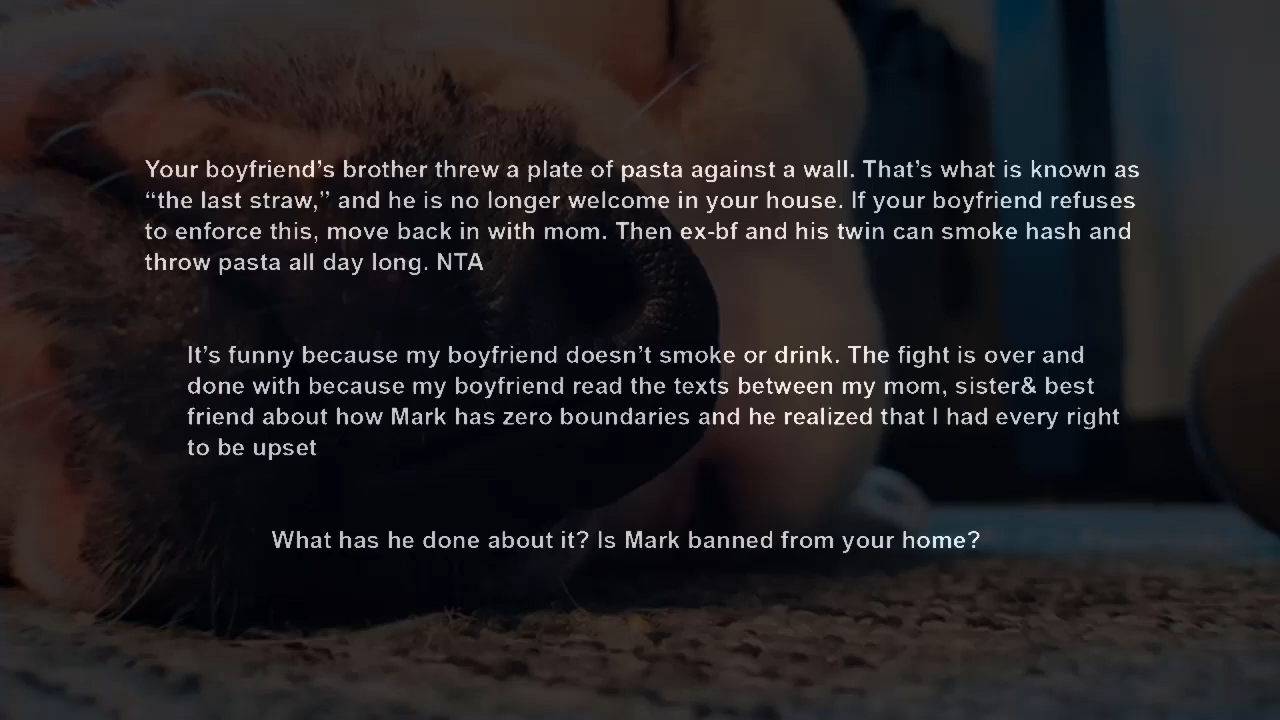 Your boyfriend’s brother threw a plate of pasta against a wall. That’s what is known as
“the last straw,” and he is no longer welcome in your house. If your boyfriend refuses
to enforce this, move back in with mom. Then ex-bf and his twin can smoke hash and
throw pasta all day long. NTA
It’s funny because my boyfriend doesn’t smoke or drink. The fight is over and
done with because my boyfriend read the texts between my mom, sister& best
friend about how Mark has zero boundaries and he realized that I had every right
to be upset
What has he done about it? Is Mark banned from your home?